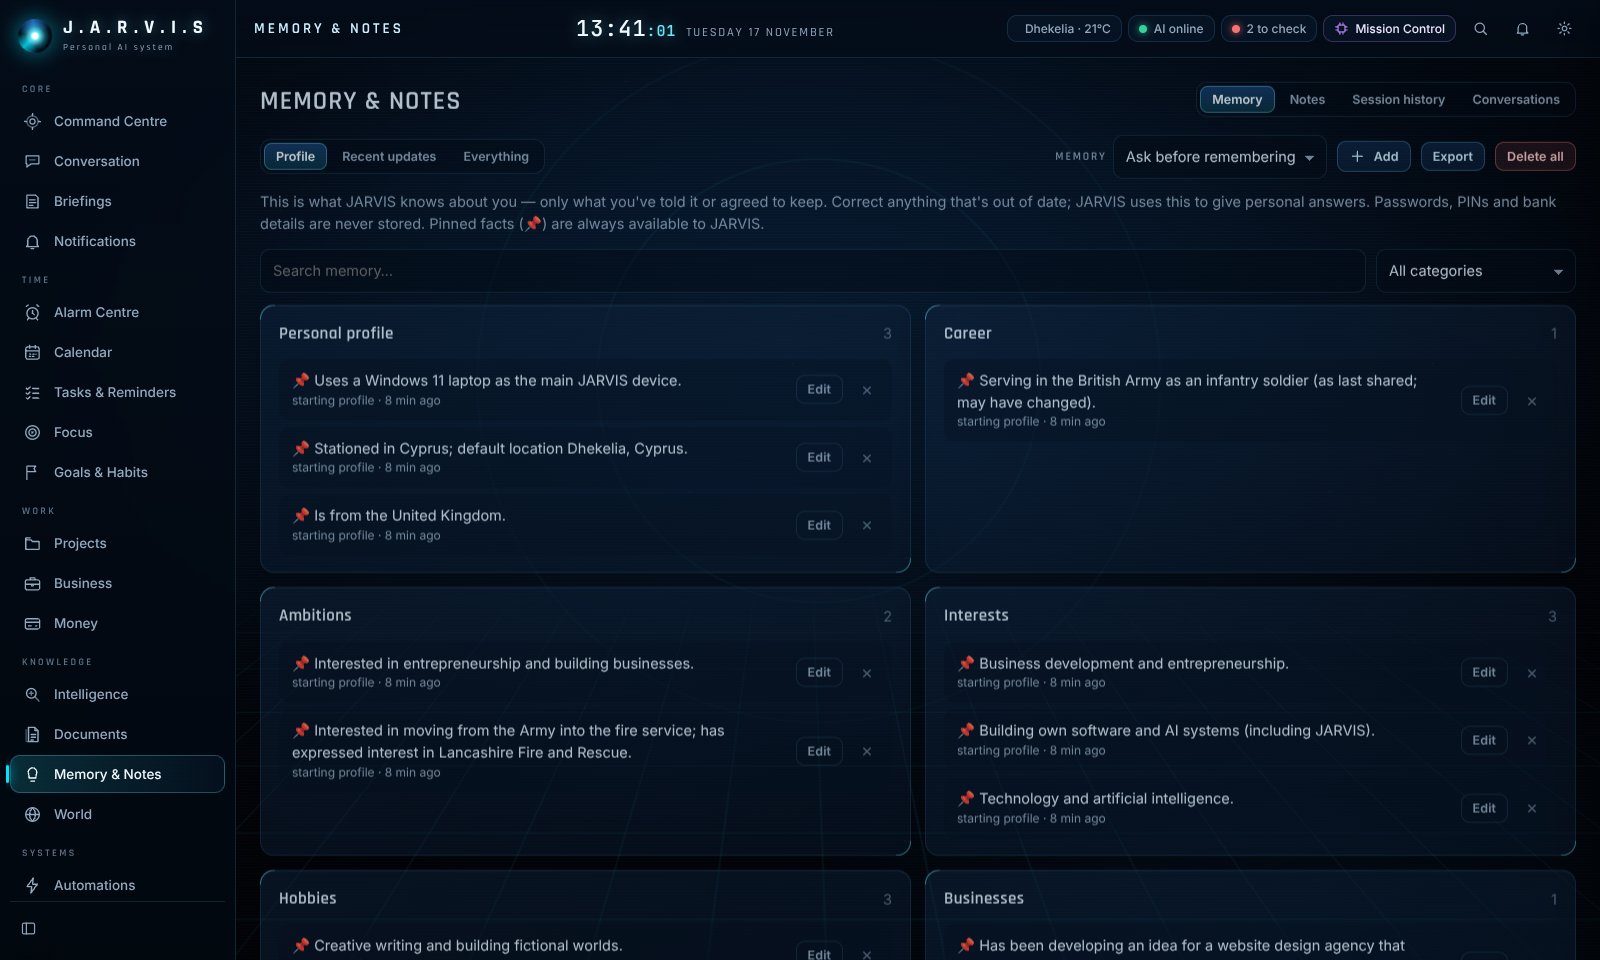 J.A.R.V.I.S
Personal AI system
CORE
Command Centre
Conversation
Briefings
Notifications
TIME
Alarm Centre
Calendar
Tasks & Reminders
Focus
Goals & Habits
WORK
Projects
Business
Money
KNOWLEDGE
Intelligence
Documents
Memory & Notes
World
SYSTEMS
Automations
MEMORY & NOTES
13:41:01 TUESDAY 17 NOVEMBER
Dhekelia · 21°C
AI online
2 to check
Mission Control
MEMORY & NOTES
Memory Notes Session history Conversations
Profile Recent updates Everything
MEMORY Ask before remembering
Add Export Delete all
This is what JARVIS knows about you — only what you've told it or agreed to keep. Correct anything that's out of date; JARVIS uses this to give personal answers. Passwords, PINs and bank
details are never stored. Pinned facts (📌) are always available to JARVIS.
Search memory...
All categories
Personal profile 3
📌 Uses a Windows 11 laptop as the main JARVIS device.
starting profile · 8 min ago
Edit ×
📌 Stationed in Cyprus; default location Dhekelia, Cyprus.
starting profile · 8 min ago
Edit ×
📌 Is from the United Kingdom.
starting profile · 8 min ago
Edit ×
Career 1
📌 Serving in the British Army as an infantry soldier (as last shared;
may have changed).
starting profile · 8 min ago
Edit ×
Ambitions 2
📌 Interested in entrepreneurship and building businesses.
starting profile · 8 min ago
Edit ×
📌 Interested in moving from the Army into the fire service; has
expressed interest in Lancashire Fire and Rescue.
starting profile · 8 min ago
Edit ×
Interests 3
📌 Business development and entrepreneurship.
starting profile · 8 min ago
Edit ×
📌 Building own software and AI systems (including JARVIS).
starting profile · 8 min ago
Edit ×
📌 Technology and artificial intelligence.
starting profile · 8 min ago
Edit ×
Hobbies 3
📌 Creative writing and building fictional worlds.
Edit ×
Businesses 1
📌 Has been developing an idea for a website design agency that